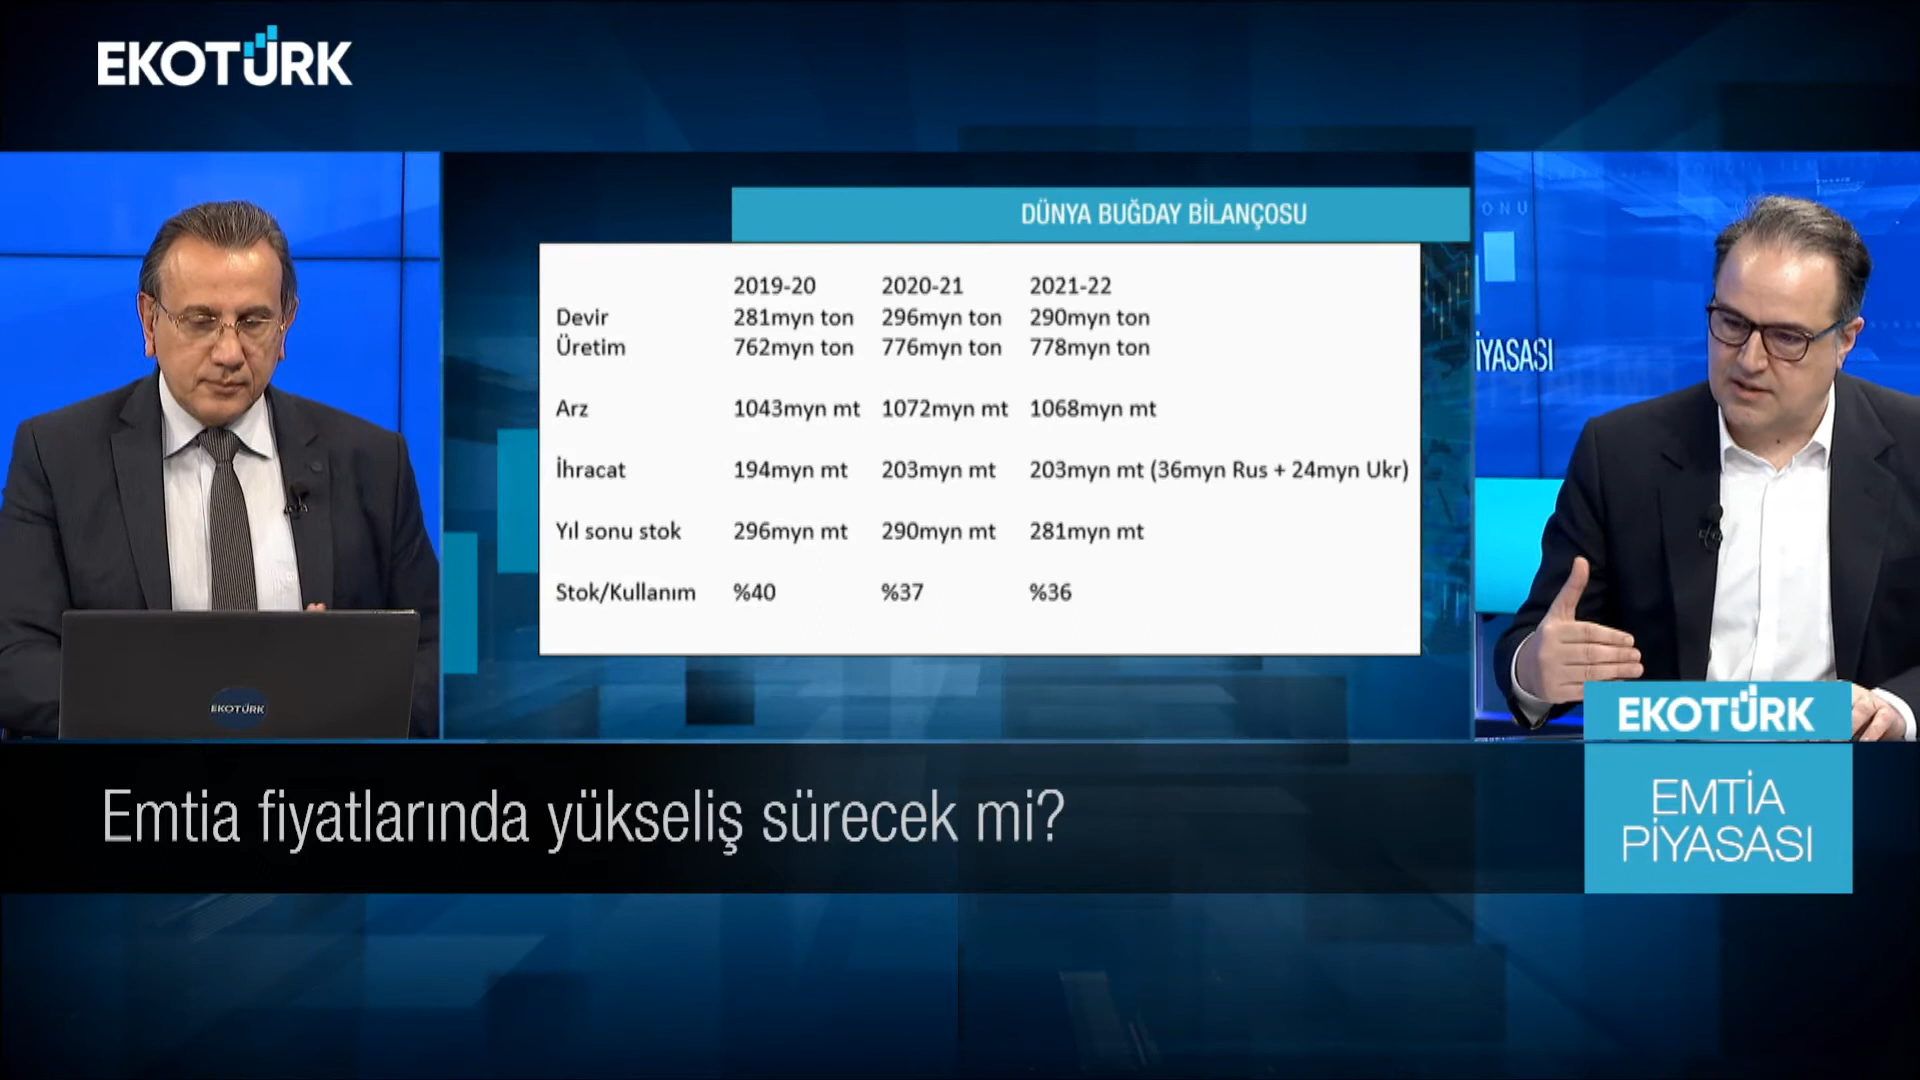 EKOTÜRK
DÜNYA BUĞDAY BİLANÇOSU
2019-20 2020-21 2021-22
Devir 281myn ton 296myn ton 290myn ton
Üretim 762myn ton 776myn ton 778myn ton
Arz 1043myn mt 1072myn mt 1068myn mt
İhracat 194myn mt 203myn mt 203myn mt (36myn Rus + 24myn Ukr)
Yıl sonu stok 296myn mt 290myn mt 281myn mt
Stok/Kullanım %40 %37 %36
İYASASI
EKOTÜRK
EKOTÜRK
Emtia fiyatlarında yükseliş sürecek mi?
EMTİA
PİYASASI